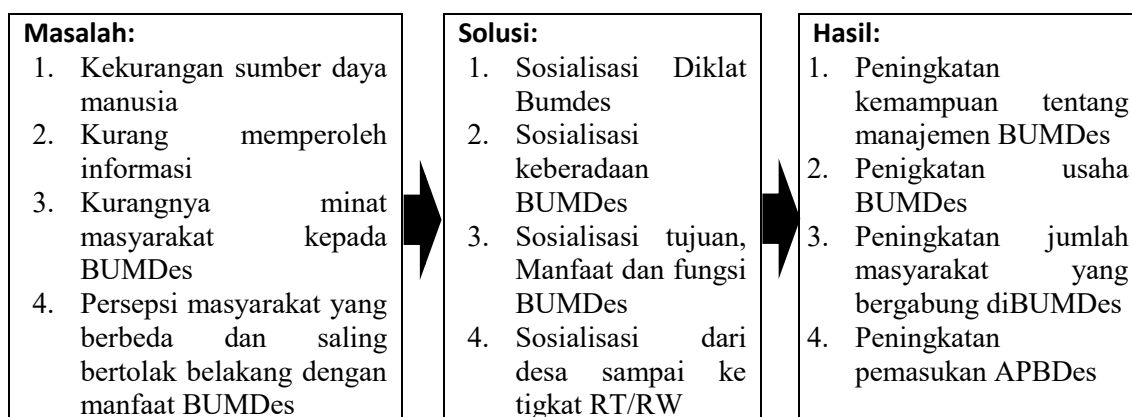 Masalah:
1. Kekurangan sumber daya
manusia
2. Kurang memperoleh
informasi
3. Kurangnya minat
masyarakat kepada
BUMDes
4. Persepsi masyarakat yang
berbeda dan saling
bertolak belakang dengan
manfaat BUMDes
Solusi:
1. Sosialisasi Diklat
Bumdes
2. Sosialisasi
keberadaan
BUMDes
3. Sosialisasi tujuan,
Manfaat dan fungsi
BUMDes
4. Sosialisasi dari
desa sampai ke
tigkat RT/RW
Hasil:
1. Peningkatan
kemampuan tentang
manajemen BUMDes
2. Penigkatan usaha
BUMDes
3. Peningkatan jumlah
masyarakat yang
bergabung diBUMDes
4. Peningkatan
pemasukan APBDes